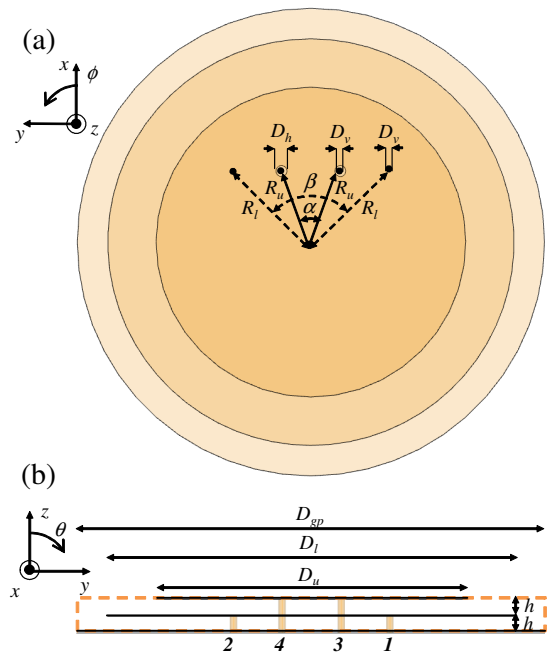 (a)
x
ϕ
y
z
D_h
D_v
D_v
R_l
R_u
β
α
R_u
R_l
(b)
z
θ
x
y
D_gp
D_l
D_u
h
h
2
4
3
1